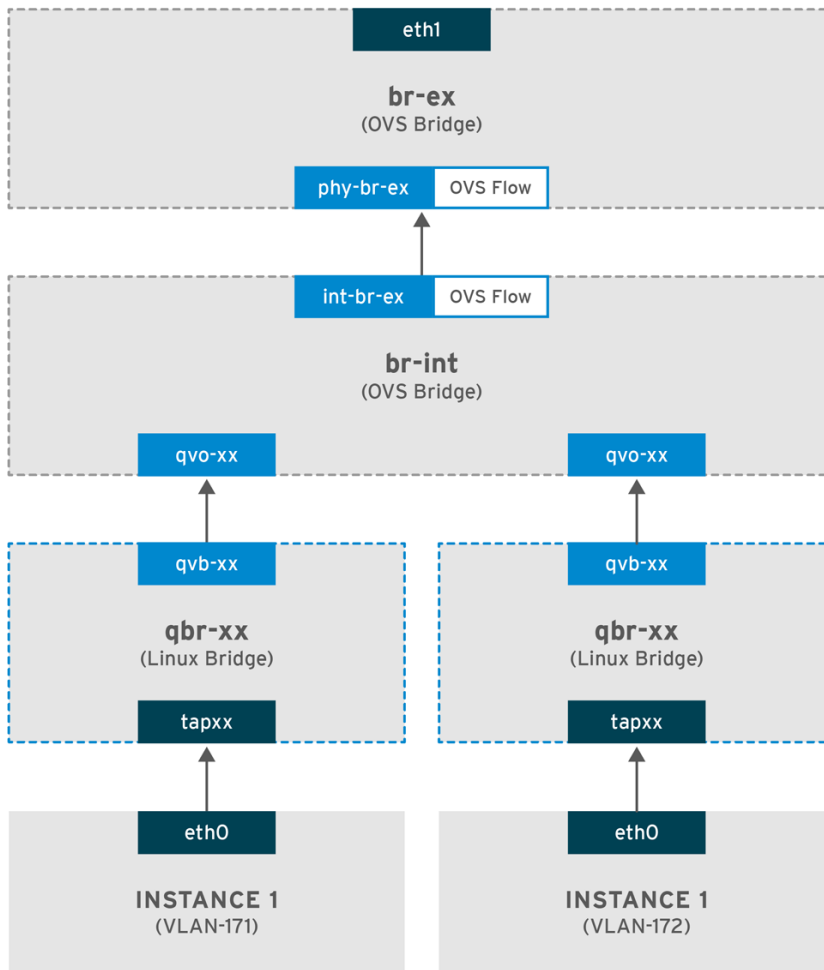 eth1
br-ex
(OVS Bridge)
phy-br-ex OVS Flow
int-br-ex OVS Flow
br-int
(OVS Bridge)
qvo-xx qvo-xx
qvb-xx qvb-xx
qbr-xx qbr-xx
(Linux Bridge) (Linux Bridge)
tapxx tapxx
eth0 eth0
INSTANCE 1 INSTANCE 1
(VLAN-171) (VLAN-172)